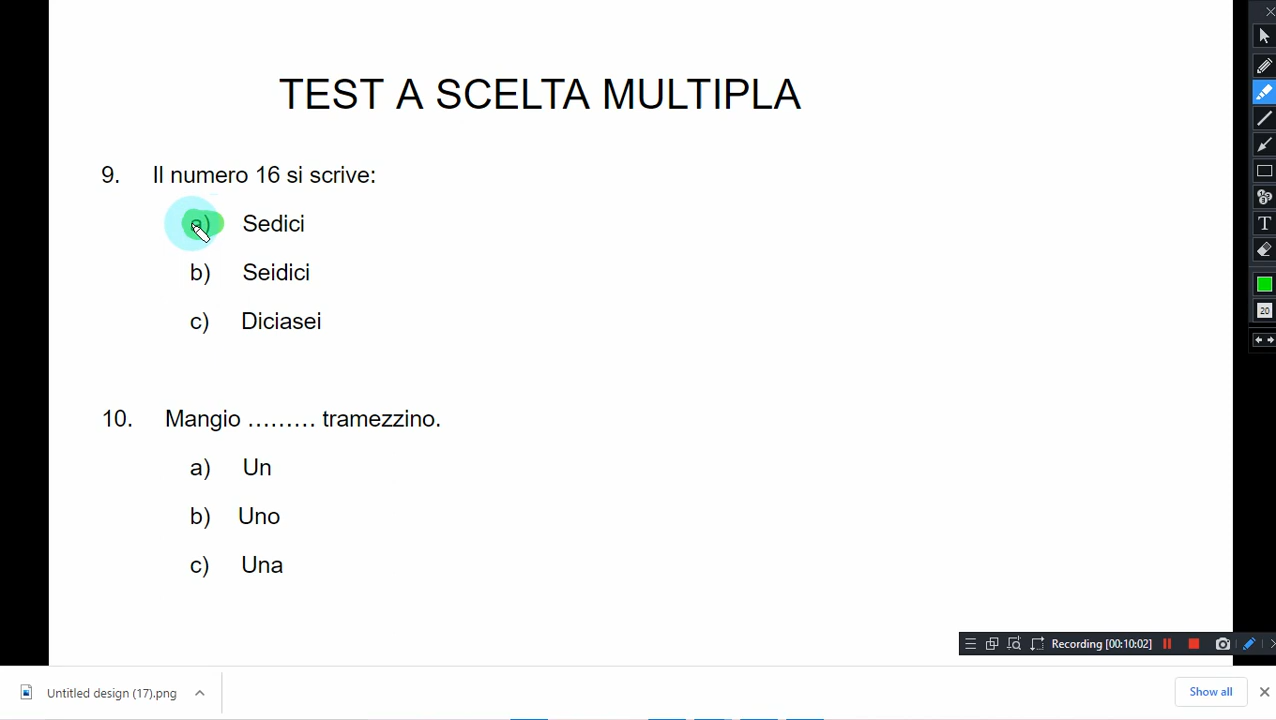 TEST A SCELTA MULTIPLA
9. Il numero 16 si scrive:
a) Sedici
b) Seidici
c) Diciasei
10. Mangio ……… tramezzino.
a) Un
b) Uno
c) Una
T
20
Recording [00:10:02]
Untitled design (17).png
Show all